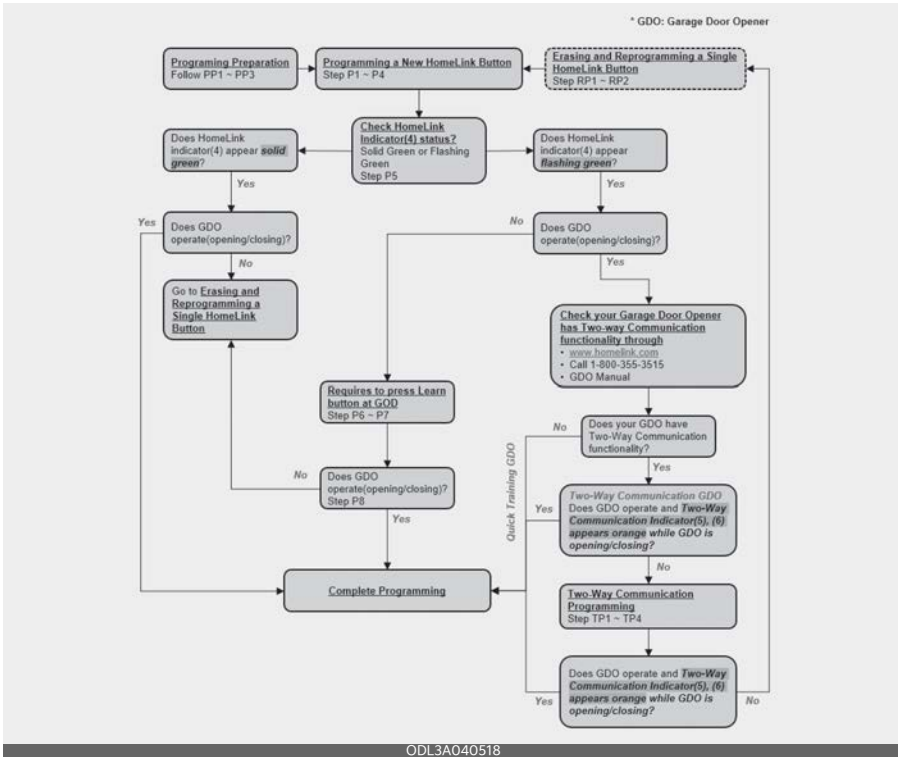 * GDO: Garage Door Opener
Programing Preparation
Follow PP1 ~ PP3
Programming a New HomeLink Button
Step P1 ~ P4
Erasing and Reprogramming a Single
HomeLink Button
Step RP1 ~ RP2
Check HomeLink
Indicator(4) status?
Solid Green or Flashing
Green
Step P5
Does HomeLink
indicator(4) appear solid
green?
Does HomeLink
indicator(4) appear
flashing green?
Yes
Yes
Yes
Does GDO
operate(opening/closing)?
No
Does GDO
operate(opening/closing)?
No
Yes
Go to Erasing and
Reprogramming a
Single HomeLink
Button
Check your Garage Door Opener
has Two-way Communication
functionality through
• www.homelink.com
• Call 1-800-355-3515
• GDO Manual
Requires to press Learn
button at GOD
Step P6 ~ P7
No
Does your GDO have
Two-Way Communication
functionality?
Yes
No
Does GDO
operate(opening/closing)?
Step P8
Yes
Quick Training GDO
Yes
Two-Way Communication GDO
Does GDO operate and Two-Way
Communication Indicator(5), (6)
appears orange while GDO is
opening/closing?
No
Complete Programming
Two-Way Communication
Programming
Step TP1 ~ TP4
Yes
Does GDO operate and Two-Way
Communication Indicator(5), (6)
appears orange while GDO is
opening/closing?
No
ODL3A040518